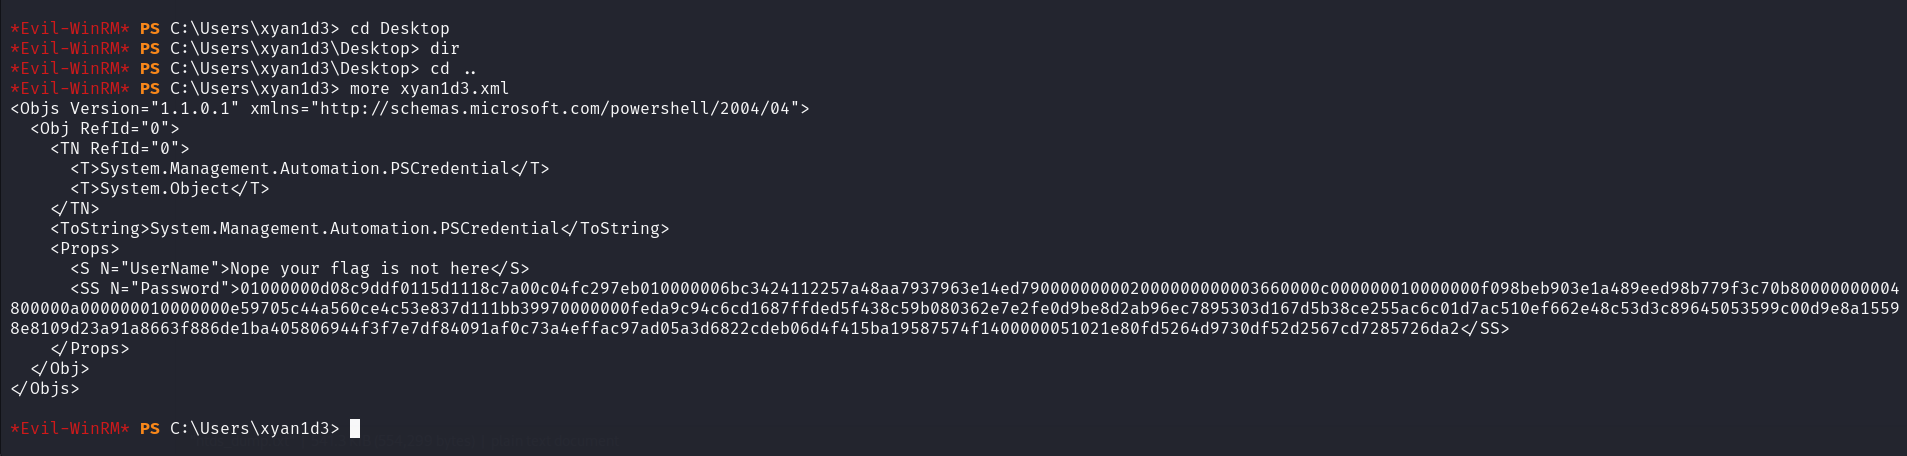 *Evil-WinRM* PS C:\Users\xyan1d3> cd Desktop
*Evil-WinRM* PS C:\Users\xyan1d3\Desktop> dir
*Evil-WinRM* PS C:\Users\xyan1d3\Desktop> cd ..
*Evil-WinRM* PS C:\Users\xyan1d3> more xyan1d3.xml
<Objs Version="1.1.0.1" xmlns="http://schemas.microsoft.com/powershell/2004/04">
  <Obj RefId="0">
    <TN RefId="0">
      <T>System.Management.Automation.PSCredential</T>
      <T>System.Object</T>
    </TN>
    <ToString>System.Management.Automation.PSCredential</ToString>
    <Props>
      <S N="UserName">Nope your flag is not here</S>
      <SS N="Password">01000000d08c9ddf0115d1118c7a00c04fc297eb010000006bc3424112257a48aa7937963e14ed790000000002000000000003660000c000000010000000f098beb903e1a489eed98b779f3c70b80000000004
800000a000000010000000e59705c44a560ce4c53e837d111bb39970000000feda9c94c6cd1687ffded5f438c59b080362e7e2fe0d9be8d2ab96ec7895303d167d5b38ce255ac6c01d7ac510ef662e48c53d3c89645053599c00d9e8a1559
8e8109d23a91a8663f886de1ba405806944f3f7e7df84091af0c73a4effac97ad05a3d6822cdeb06d4f415ba19587574f1400000051021e80fd5264d9730df52d2567cd7285726da2</SS>
    </Props>
  </Obj>
</Objs>
*Evil-WinRM* PS C:\Users\xyan1d3>